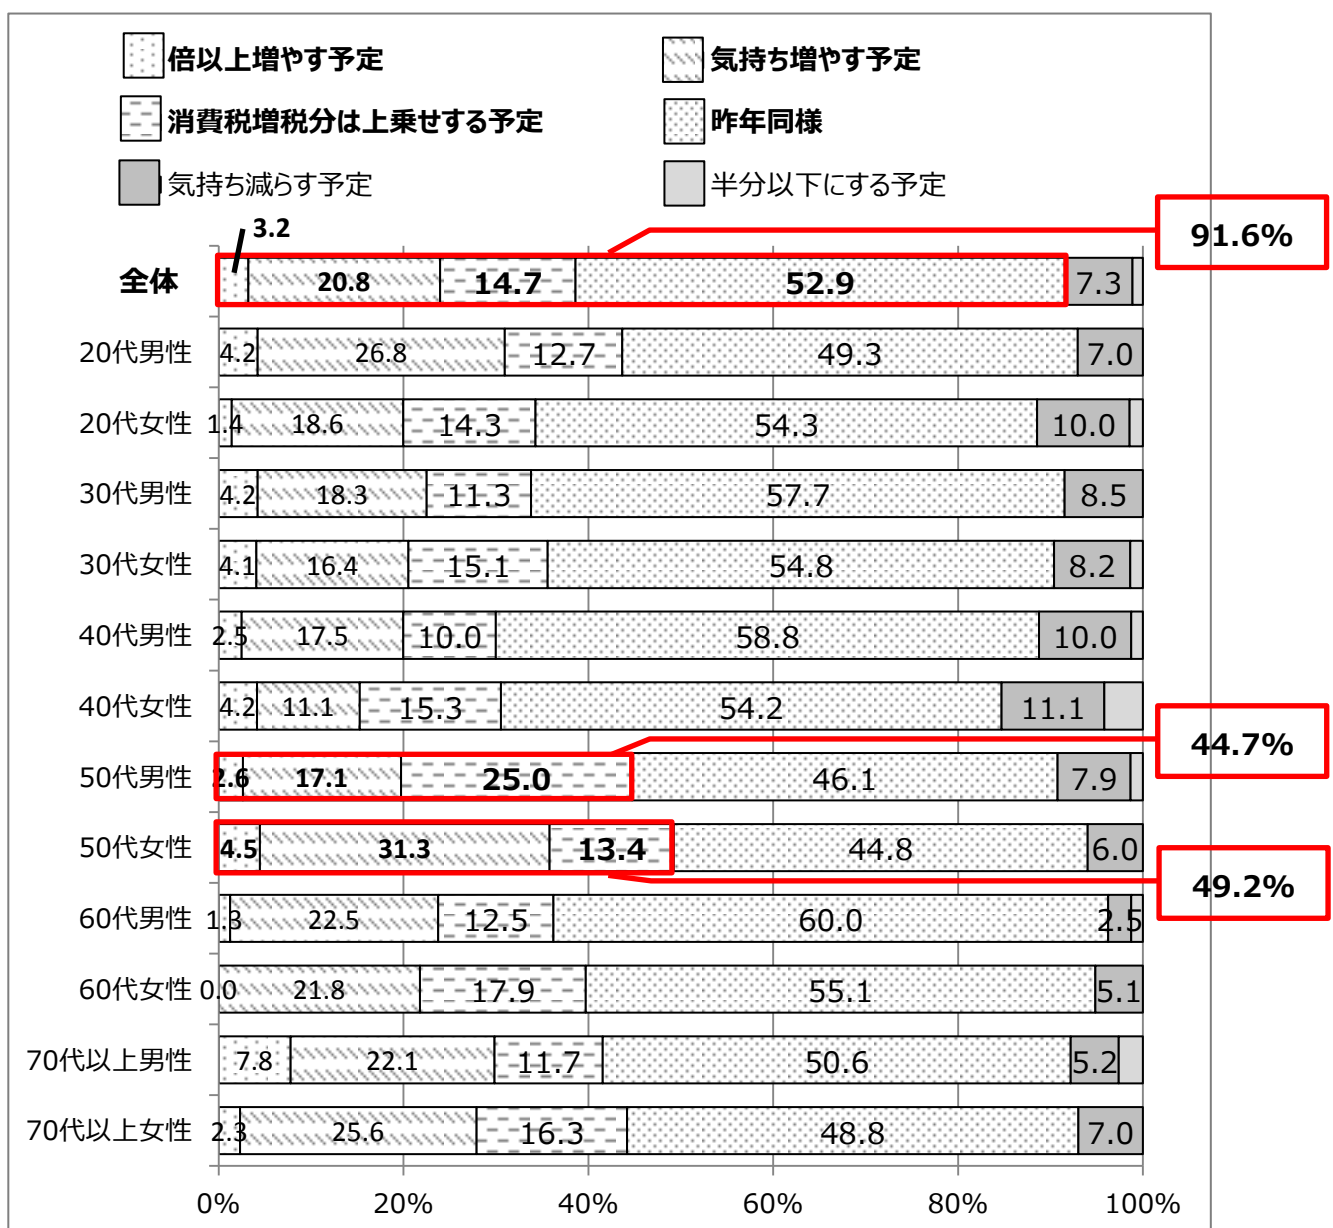 倍以上増やす予定 気持ち増やす予定
消費税増税分は上乗せする予定 昨年同様
気持ち減らす予定 半分以下にする予定
91.6%
3.2
全体 20.8 14.7 52.9 7.3
20代男性 4.2 26.8 12.7 49.3 7.0
20代女性 1.4 18.6 14.3 54.3 10.0
30代男性 4.2 18.3 11.3 57.7 8.5
30代女性 4.1 16.4 15.1 54.8 8.2
40代男性 2.5 17.5 10.0 58.8 10.0
40代女性 4.2 11.1 15.3 54.2 11.1
44.7%
50代男性 2.6 17.1 25.0 46.1 7.9
50代女性 4.5 31.3 13.4 44.8 6.0
49.2%
60代男性 1.3 22.5 12.5 60.0 2.5
60代女性 0.0 21.8 17.9 55.1 5.1
70代以上男性 7.8 22.1 11.7 50.6 5.2
70代以上女性 2.3 25.6 16.3 48.8 7.0
0% 20% 40% 60% 80% 100%